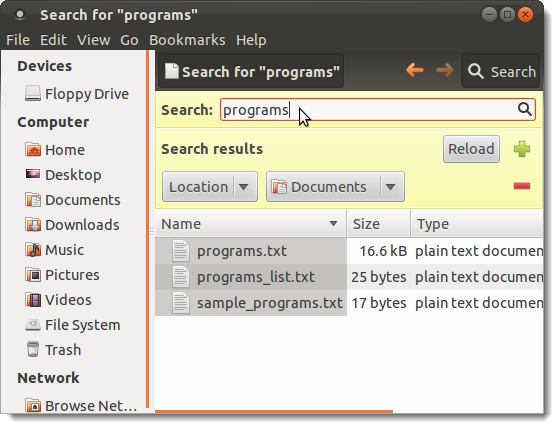 Search for "programs"
File Edit View Go Bookmarks Help
Devices
Floppy Drive
Computer
Home
Desktop
Documents
Downloads
Music
Pictures
Videos
File System
Trash
Network
Browse Net...
Search for "programs"
Search
Search: programs
Search results
Reload
Location
Documents
Name Size Type
programs.txt 16.6 kB plain text documen
programs_list.txt 25 bytes plain text documen
sample_programs.txt 17 bytes plain text documen